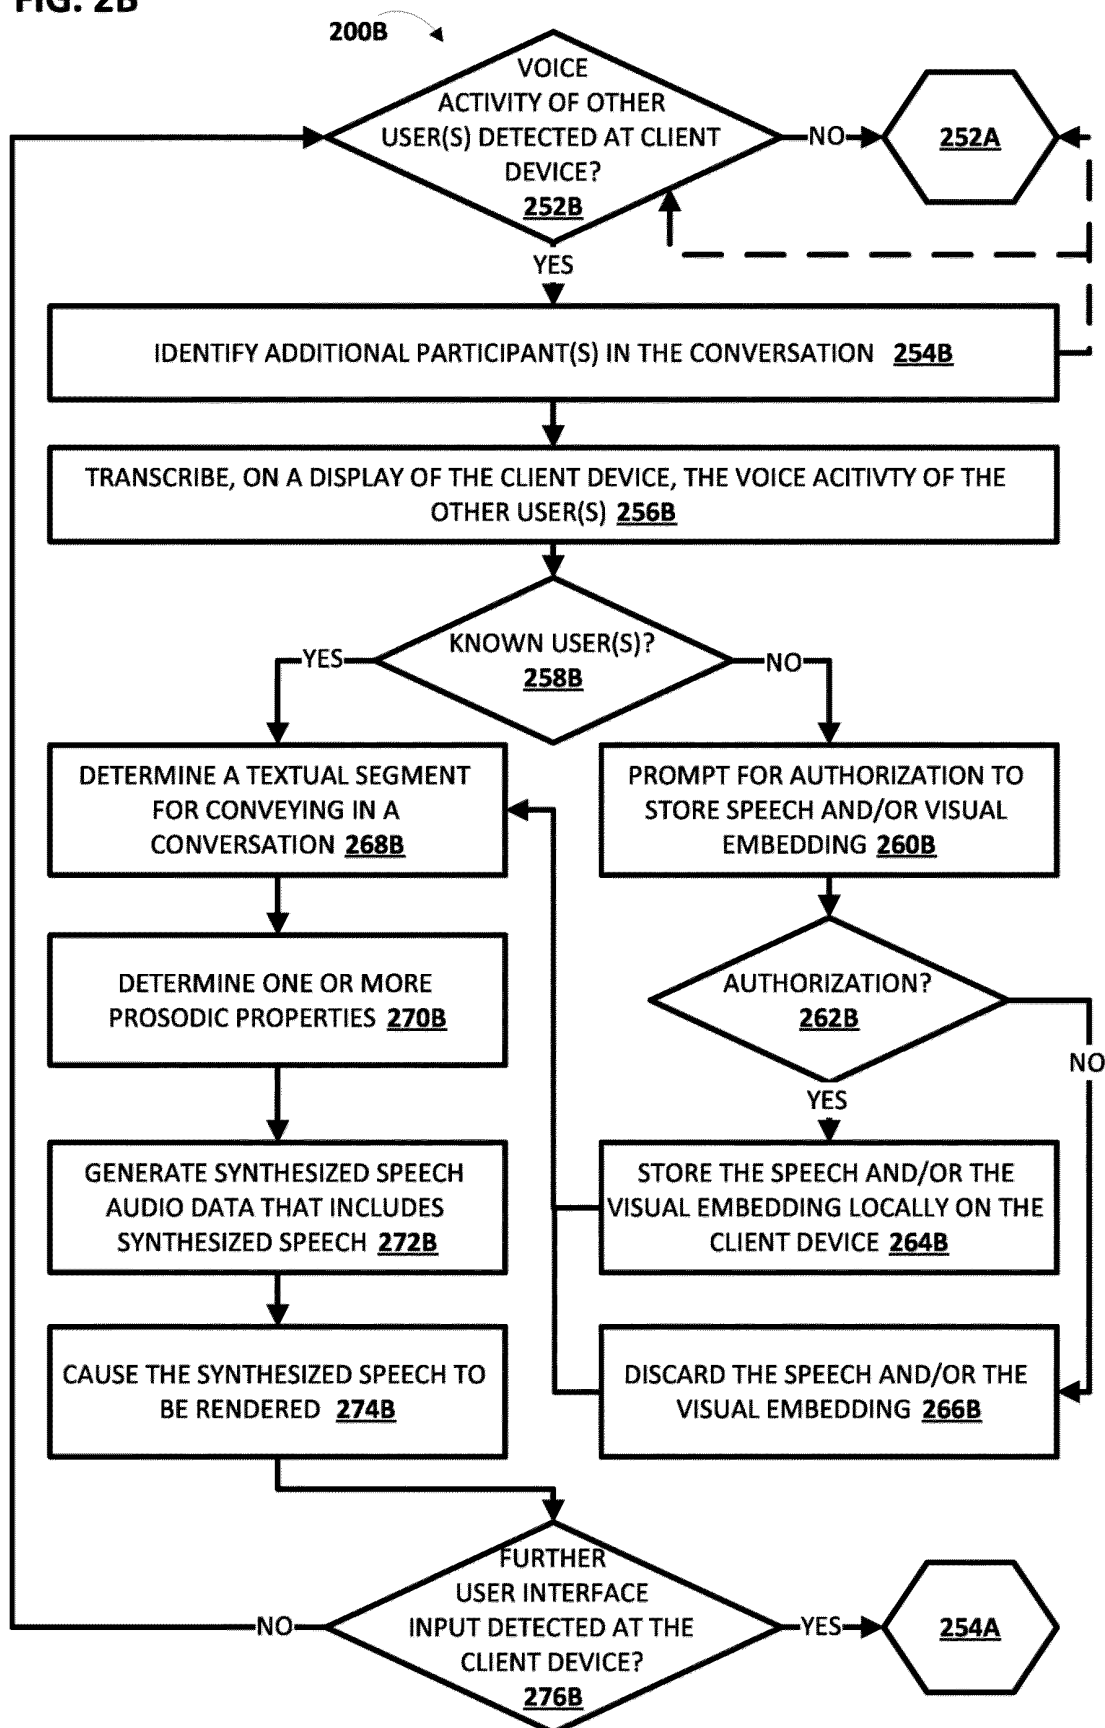 FIG. 2B
200B
VOICE
ACTIVITY OF OTHER
USER(S) DETECTED AT CLIENT
DEVICE?
252B
NO
252A
YES
IDENTIFY ADDITIONAL PARTICIPANT(S) IN THE CONVERSATION 254B
TRANSCRIBE, ON A DISPLAY OF THE CLIENT DEVICE, THE VOICE ACITIVTY OF THE
OTHER USER(S) 256B
KNOWN USER(S)?
258B
YES
NO
DETERMINE A TEXTUAL SEGMENT
FOR CONVEYING IN A
CONVERSATION 268B
PROMPT FOR AUTHORIZATION TO
STORE SPEECH AND/OR VISUAL
EMBEDDING 260B
DETERMINE ONE OR MORE
PROSODIC PROPERTIES 270B
AUTHORIZATION?
262B
NO
YES
GENERATE SYNTHESIZED SPEECH
AUDIO DATA THAT INCLUDES
SYNTHESIZED SPEECH 272B
STORE THE SPEECH AND/OR THE
VISUAL EMBEDDING LOCALLY ON THE
CLIENT DEVICE 264B
CAUSE THE SYNTHESIZED SPEECH TO
BE RENDERED 274B
DISCARD THE SPEECH AND/OR THE
VISUAL EMBEDDING 266B
FURTHER
USER INTERFACE
INPUT DETECTED AT THE
CLIENT DEVICE?
276B
NO
YES
254A